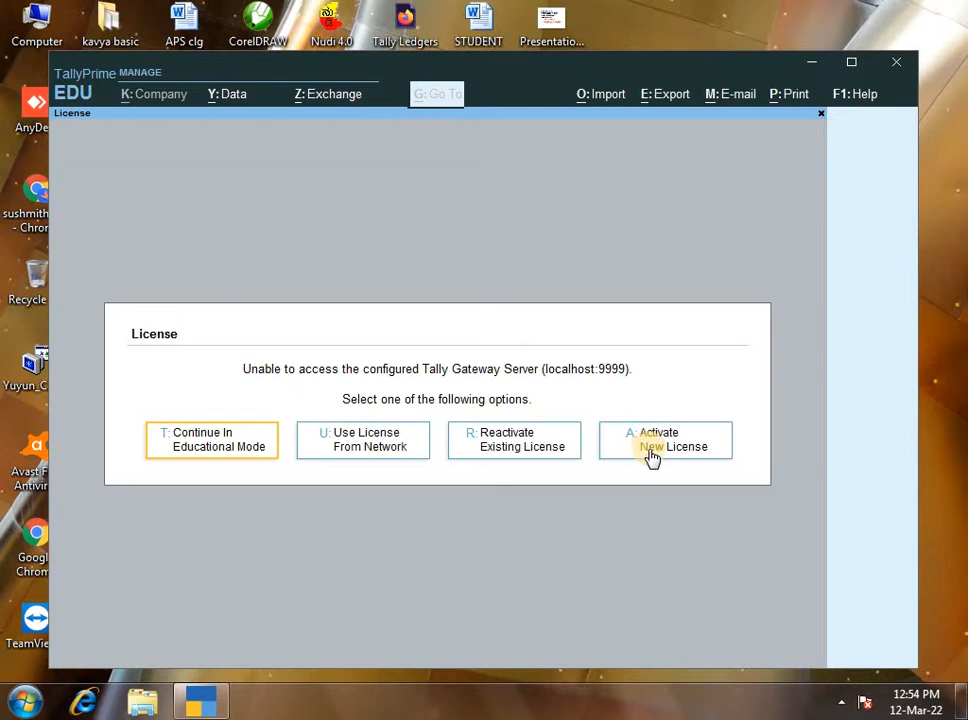 Computer
kavya basic
APS clg
CorelDRAW
Nudi 4.0
Tally Ledgers
STUDENT
Presentatio...
TallyPrime
MANAGE
EDU
K: Company
Y: Data
Z: Exchange
G: Go To
O: Import
E: Export
M: E-mail
P: Print
F1: Help
License
AnyDe
sushmith
- Chron
Recycle
Yuyun_C
Avast F
Antivir
Goog
Chrom
TeamVie
License
Unable to access the configured Tally Gateway Server (localhost:9999).
Select one of the following options.
T: Continue In
Educational Mode
U: Use License
From Network
R: Reactivate
Existing License
A: Activate
New License
12:54 PM
12-Mar-22